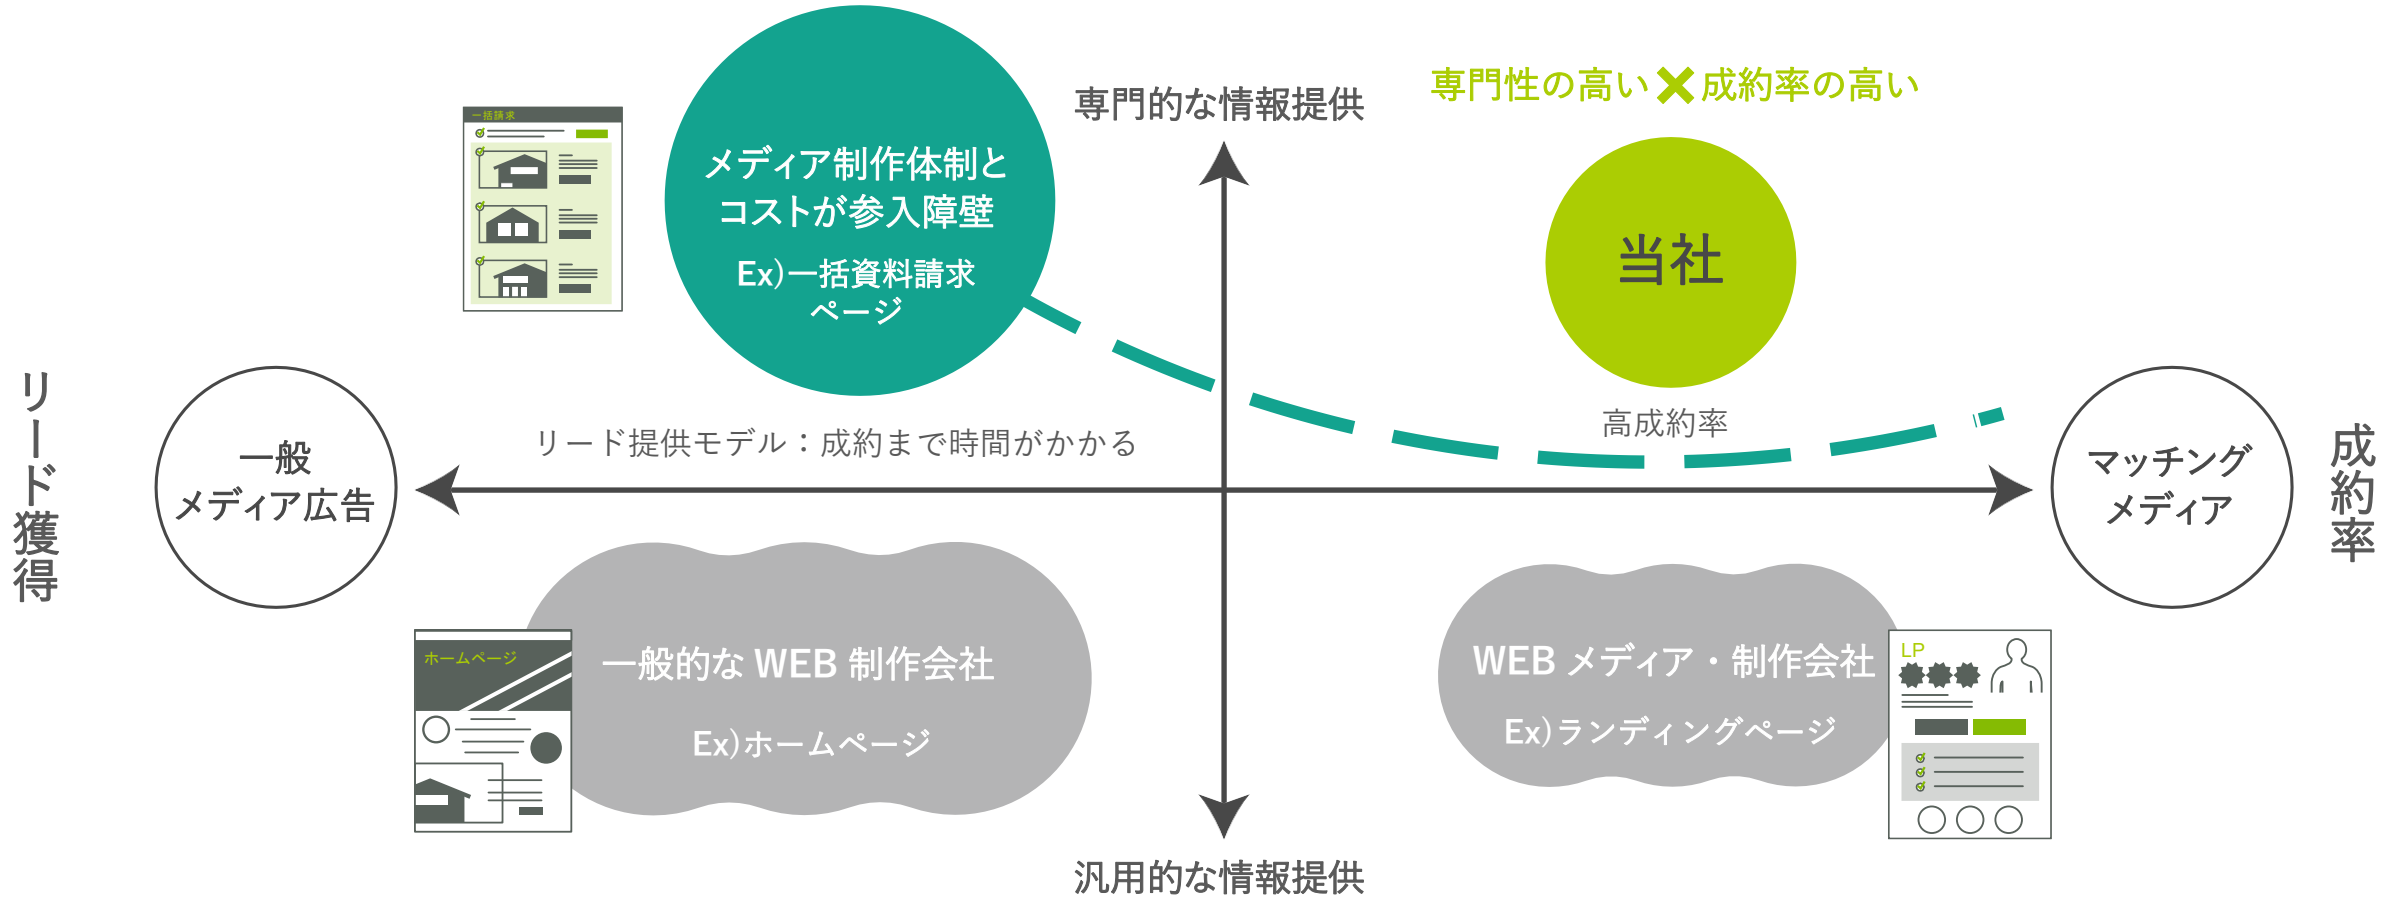 専門的な情報提供
専門性の高い×成約率の高い
一括請求
メディア制作体制と
コストが参入障壁
Ex)一括資料請求
ページ
当社
リード獲得
一般
メディア広告
リード提供モデル：成約まで時間がかかる
高成約率
マッチング
メディア
成約率
ホームページ
一般的な WEB 制作会社
Ex)ホームページ
WEB メディア・制作会社
Ex)ランディングページ
LP
汎用的な情報提供